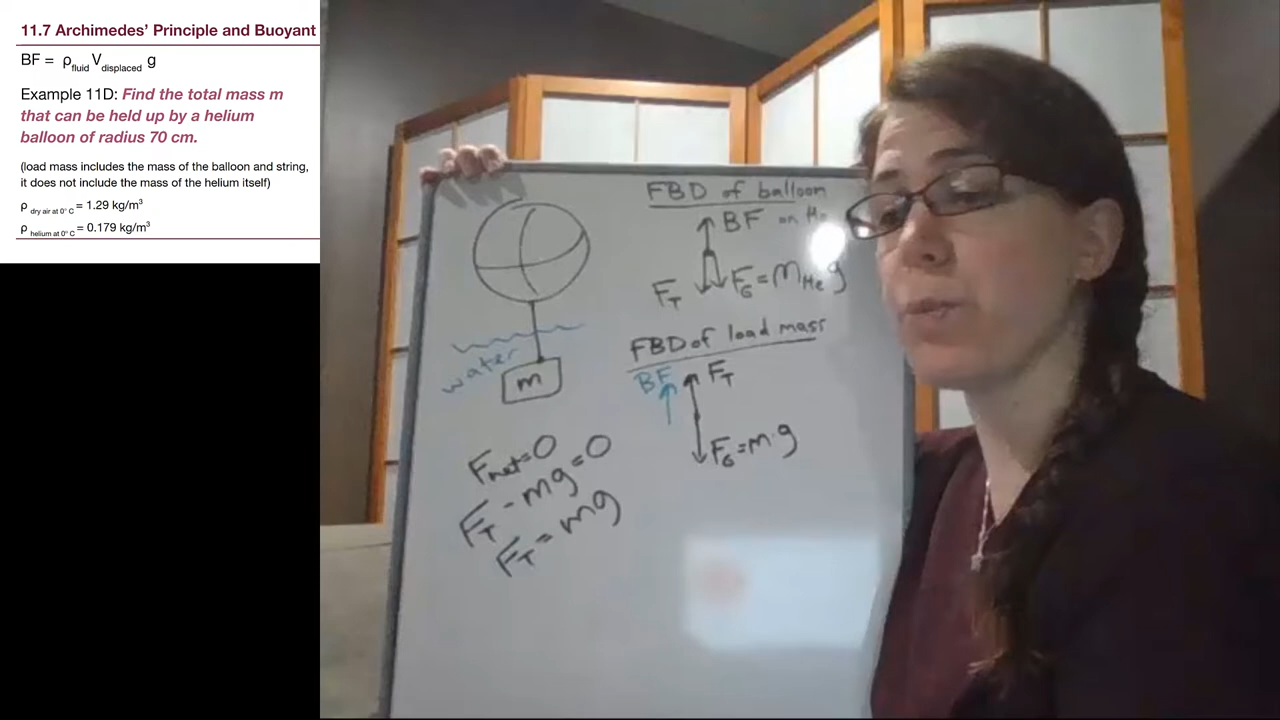 11.7 Archimedes' Principle and Buoyant
BF = ρfluid Vdisplaced g
Example 11D: Find the total mass m
that can be held up by a helium
balloon of radius 70 cm.
(load mass includes the mass of the balloon and string,
it does not include the mass of the helium itself)
ρ dry air at 0° C = 1.29 kg/m³
ρ helium at 0° C = 0.179 kg/m³
FBD of balloon
BF on He
FT FG = mHe g
water
m
FBD of load mass
BF FT
FG = m·g
Fnet = 0
FT - mg = 0
FT = mg